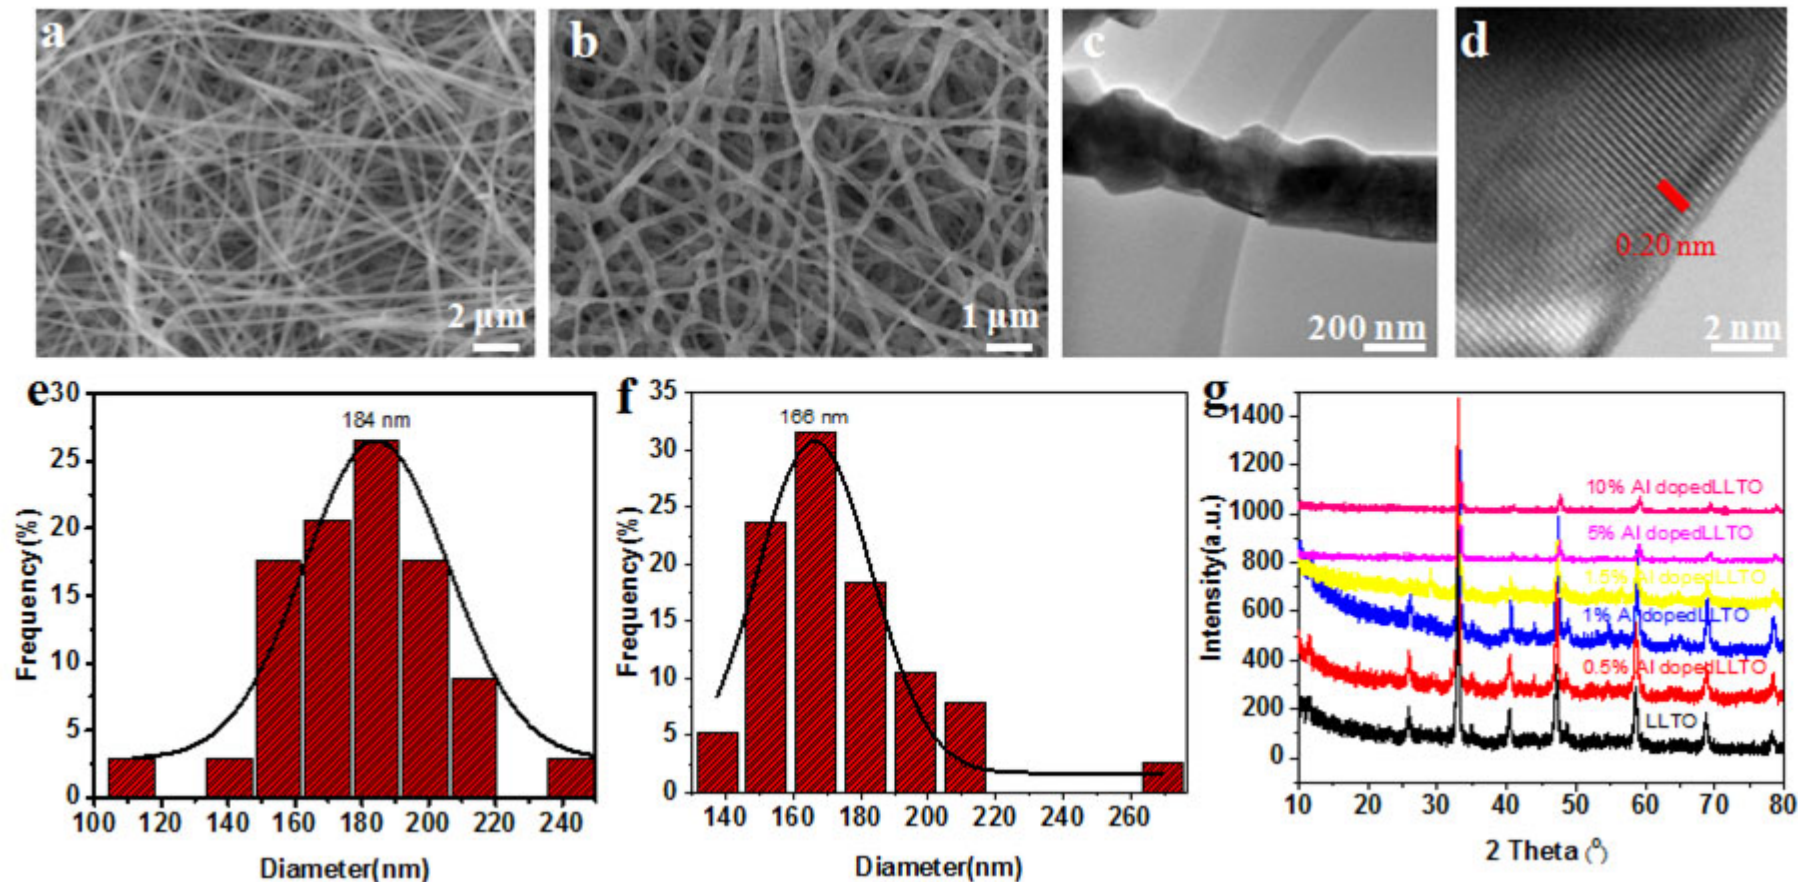 a
2 µm
b
1 µm
c
200 nm
d
0.20 nm
2 nm
e
184 nm
30
25
20
15
10
5
0
Frequency(%)
100 120 140 160 180 200 220 240
Diameter(nm)
f
166 nm
35
30
25
20
15
10
5
0
Frequency(%)
140 160 180 200 220 240 260
Diameter(nm)
g
1400
1200
1000
800
600
400
200
0
Intensity(a.u.)
10% Al dopedLLTO
5% Al dopedLLTO
1.5% Al dopedLLTO
1% Al dopedLLTO
0.5% Al dopedLLTO
LLTO
10 20 30 40 50 60 70 80
2 Theta (°)